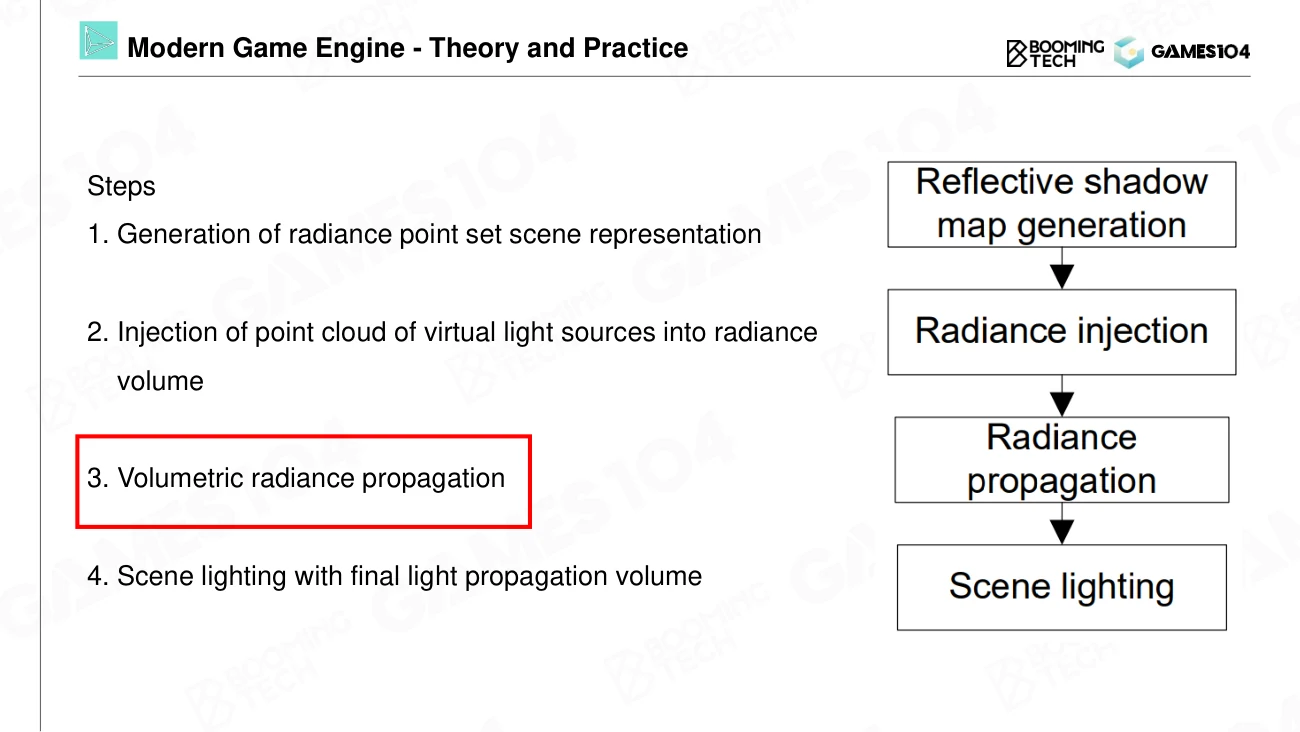 Modern Game Engine - Theory and Practice
BOOMING
TECH
GAMES104
Steps
1. Generation of radiance point set scene representation
2. Injection of point cloud of virtual light sources into radiance
volume
3. Volumetric radiance propagation
4. Scene lighting with final light propagation volume
Reflective shadow
map generation
Radiance injection
Radiance
propagation
Scene lighting